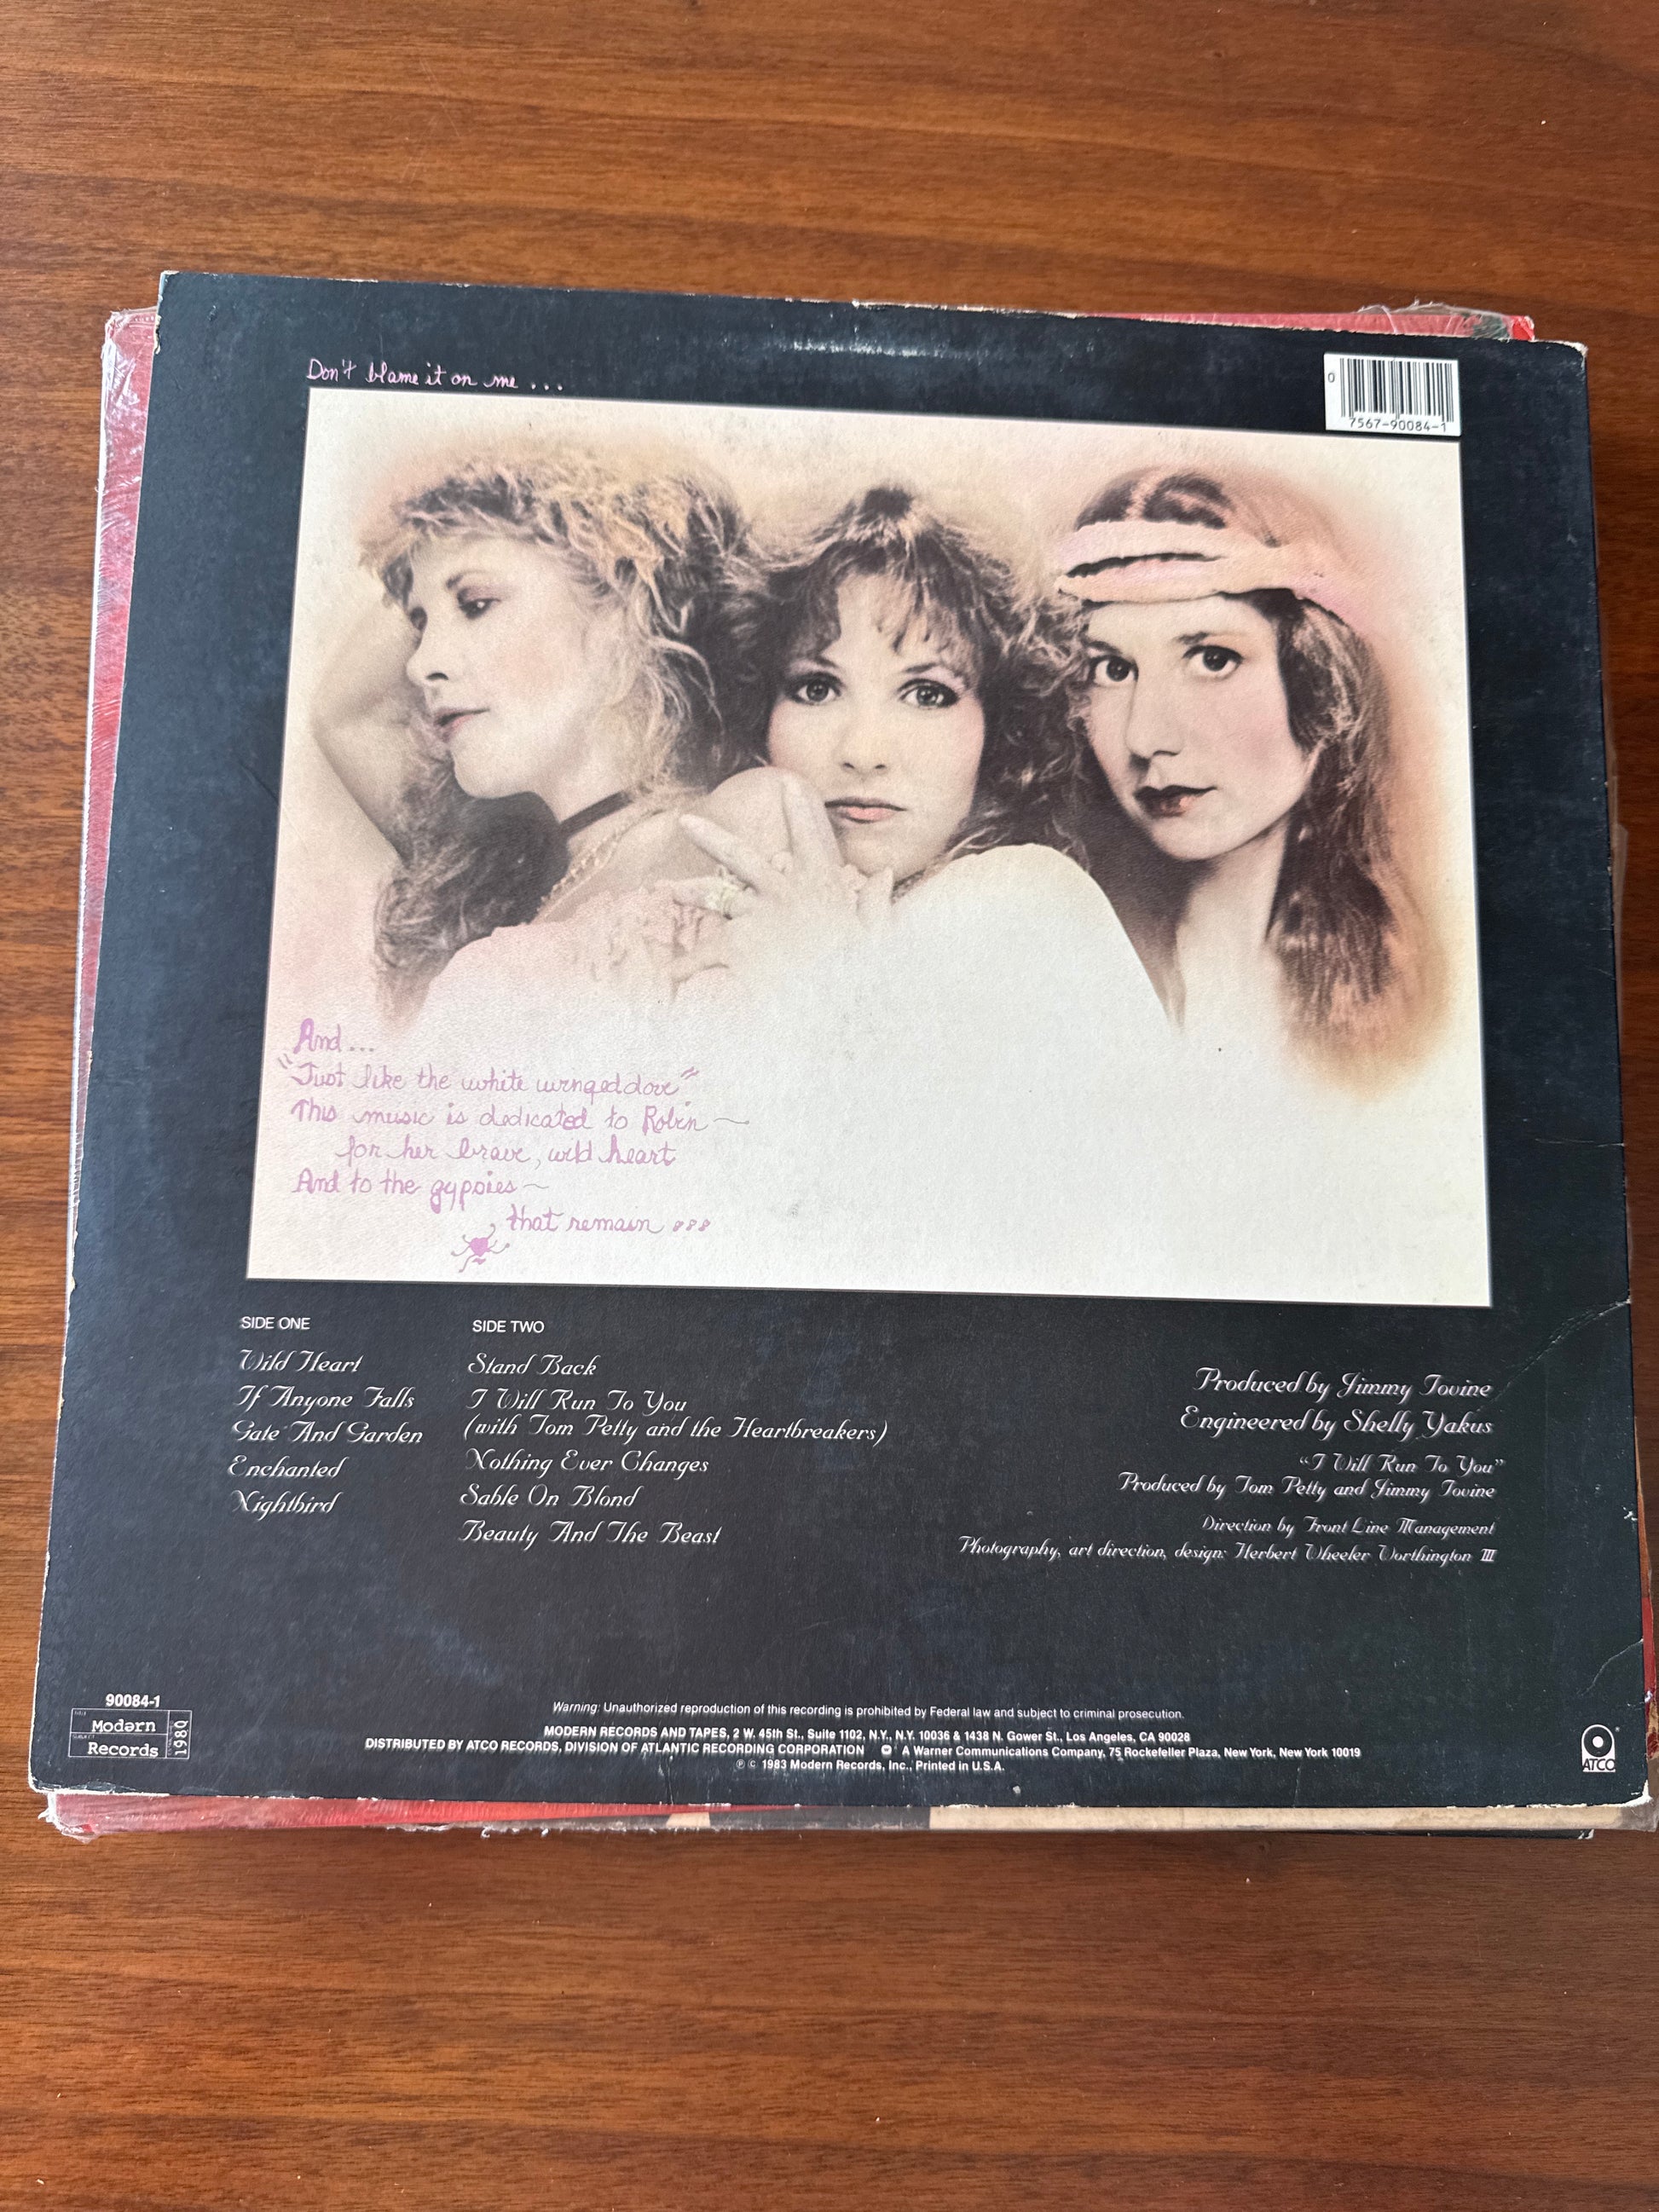 Don't blame it on me ...
0
7567-90084-1
And ...
"Just like the white winged dove"
This music is dedicated to Robin ~
for her brave, wild heart
And to the gypsies ~
that remain ...
SIDE ONE
Wild Heart
If Anyone Falls
Gate And Garden
Enchanted
Nightbird
SIDE TWO
Stand Back
I Will Run To You
(with Tom Petty and the Heartbreakers)
Nothing Ever Changes
Sable On Blond
Beauty And The Beast
Produced by Jimmy Iovine
Engineered by Shelly Yakus
"I Will Run To You"
Produced by Tom Petty and Jimmy Iovine
Direction by Front Line Management
Photography, art direction, design: Herbert Wheeler Worthington III
90084-1
Modern
Records
1980
Warning: Unauthorized reproduction of this recording is prohibited by Federal law and subject to criminal prosecution.
MODERN RECORDS AND TAPES, 2 W. 45th St., Suite 1102, N.Y., N.Y. 10036 & 1438 N. Gower St., Los Angeles, CA 90028
DISTRIBUTED BY ATCO RECORDS, DIVISION OF ATLANTIC RECORDING CORPORATION A Warner Communications Company, 75 Rockefeller Plaza, New York, New York 10019
℗ © 1983 Modern Records, Inc., Printed in U.S.A.
ATCO